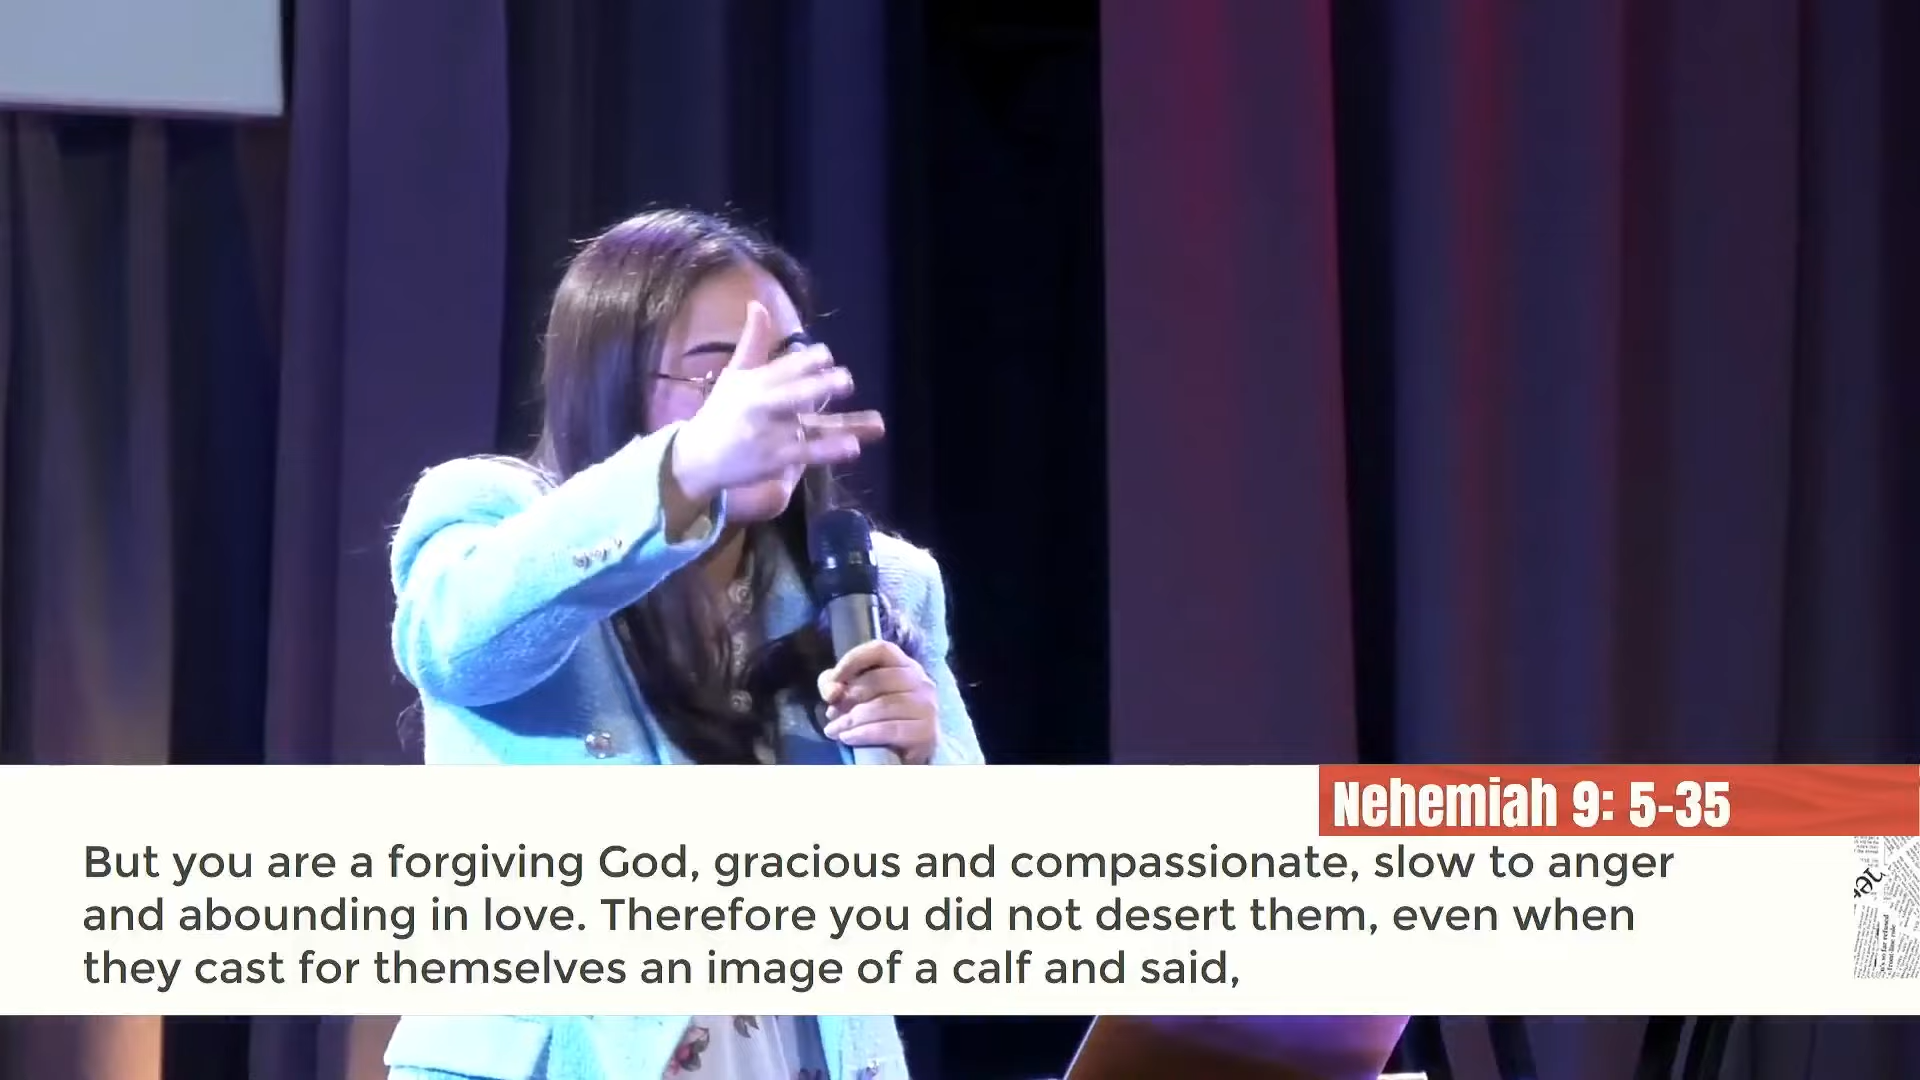 Nehemiah 9: 5-35
But you are a forgiving God, gracious and compassionate, slow to anger
and abounding in love. Therefore you did not desert them, even when
they cast for themselves an image of a calf and said,